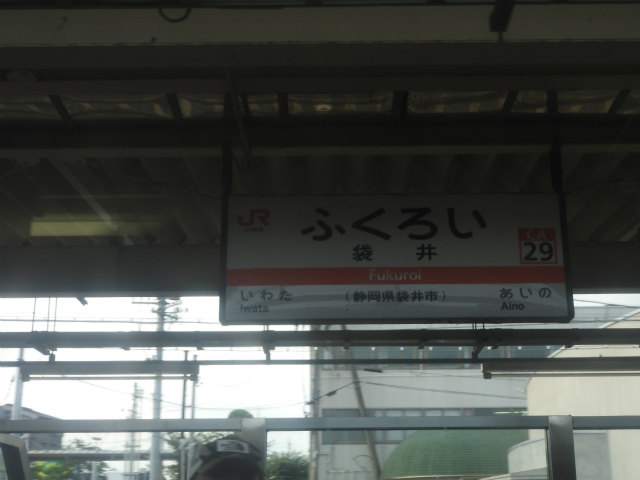 JR
ふくろい
CA
29
袋井
Fukuroi
いわた
Iwata
(静岡県袋井市)
あいの
Aino